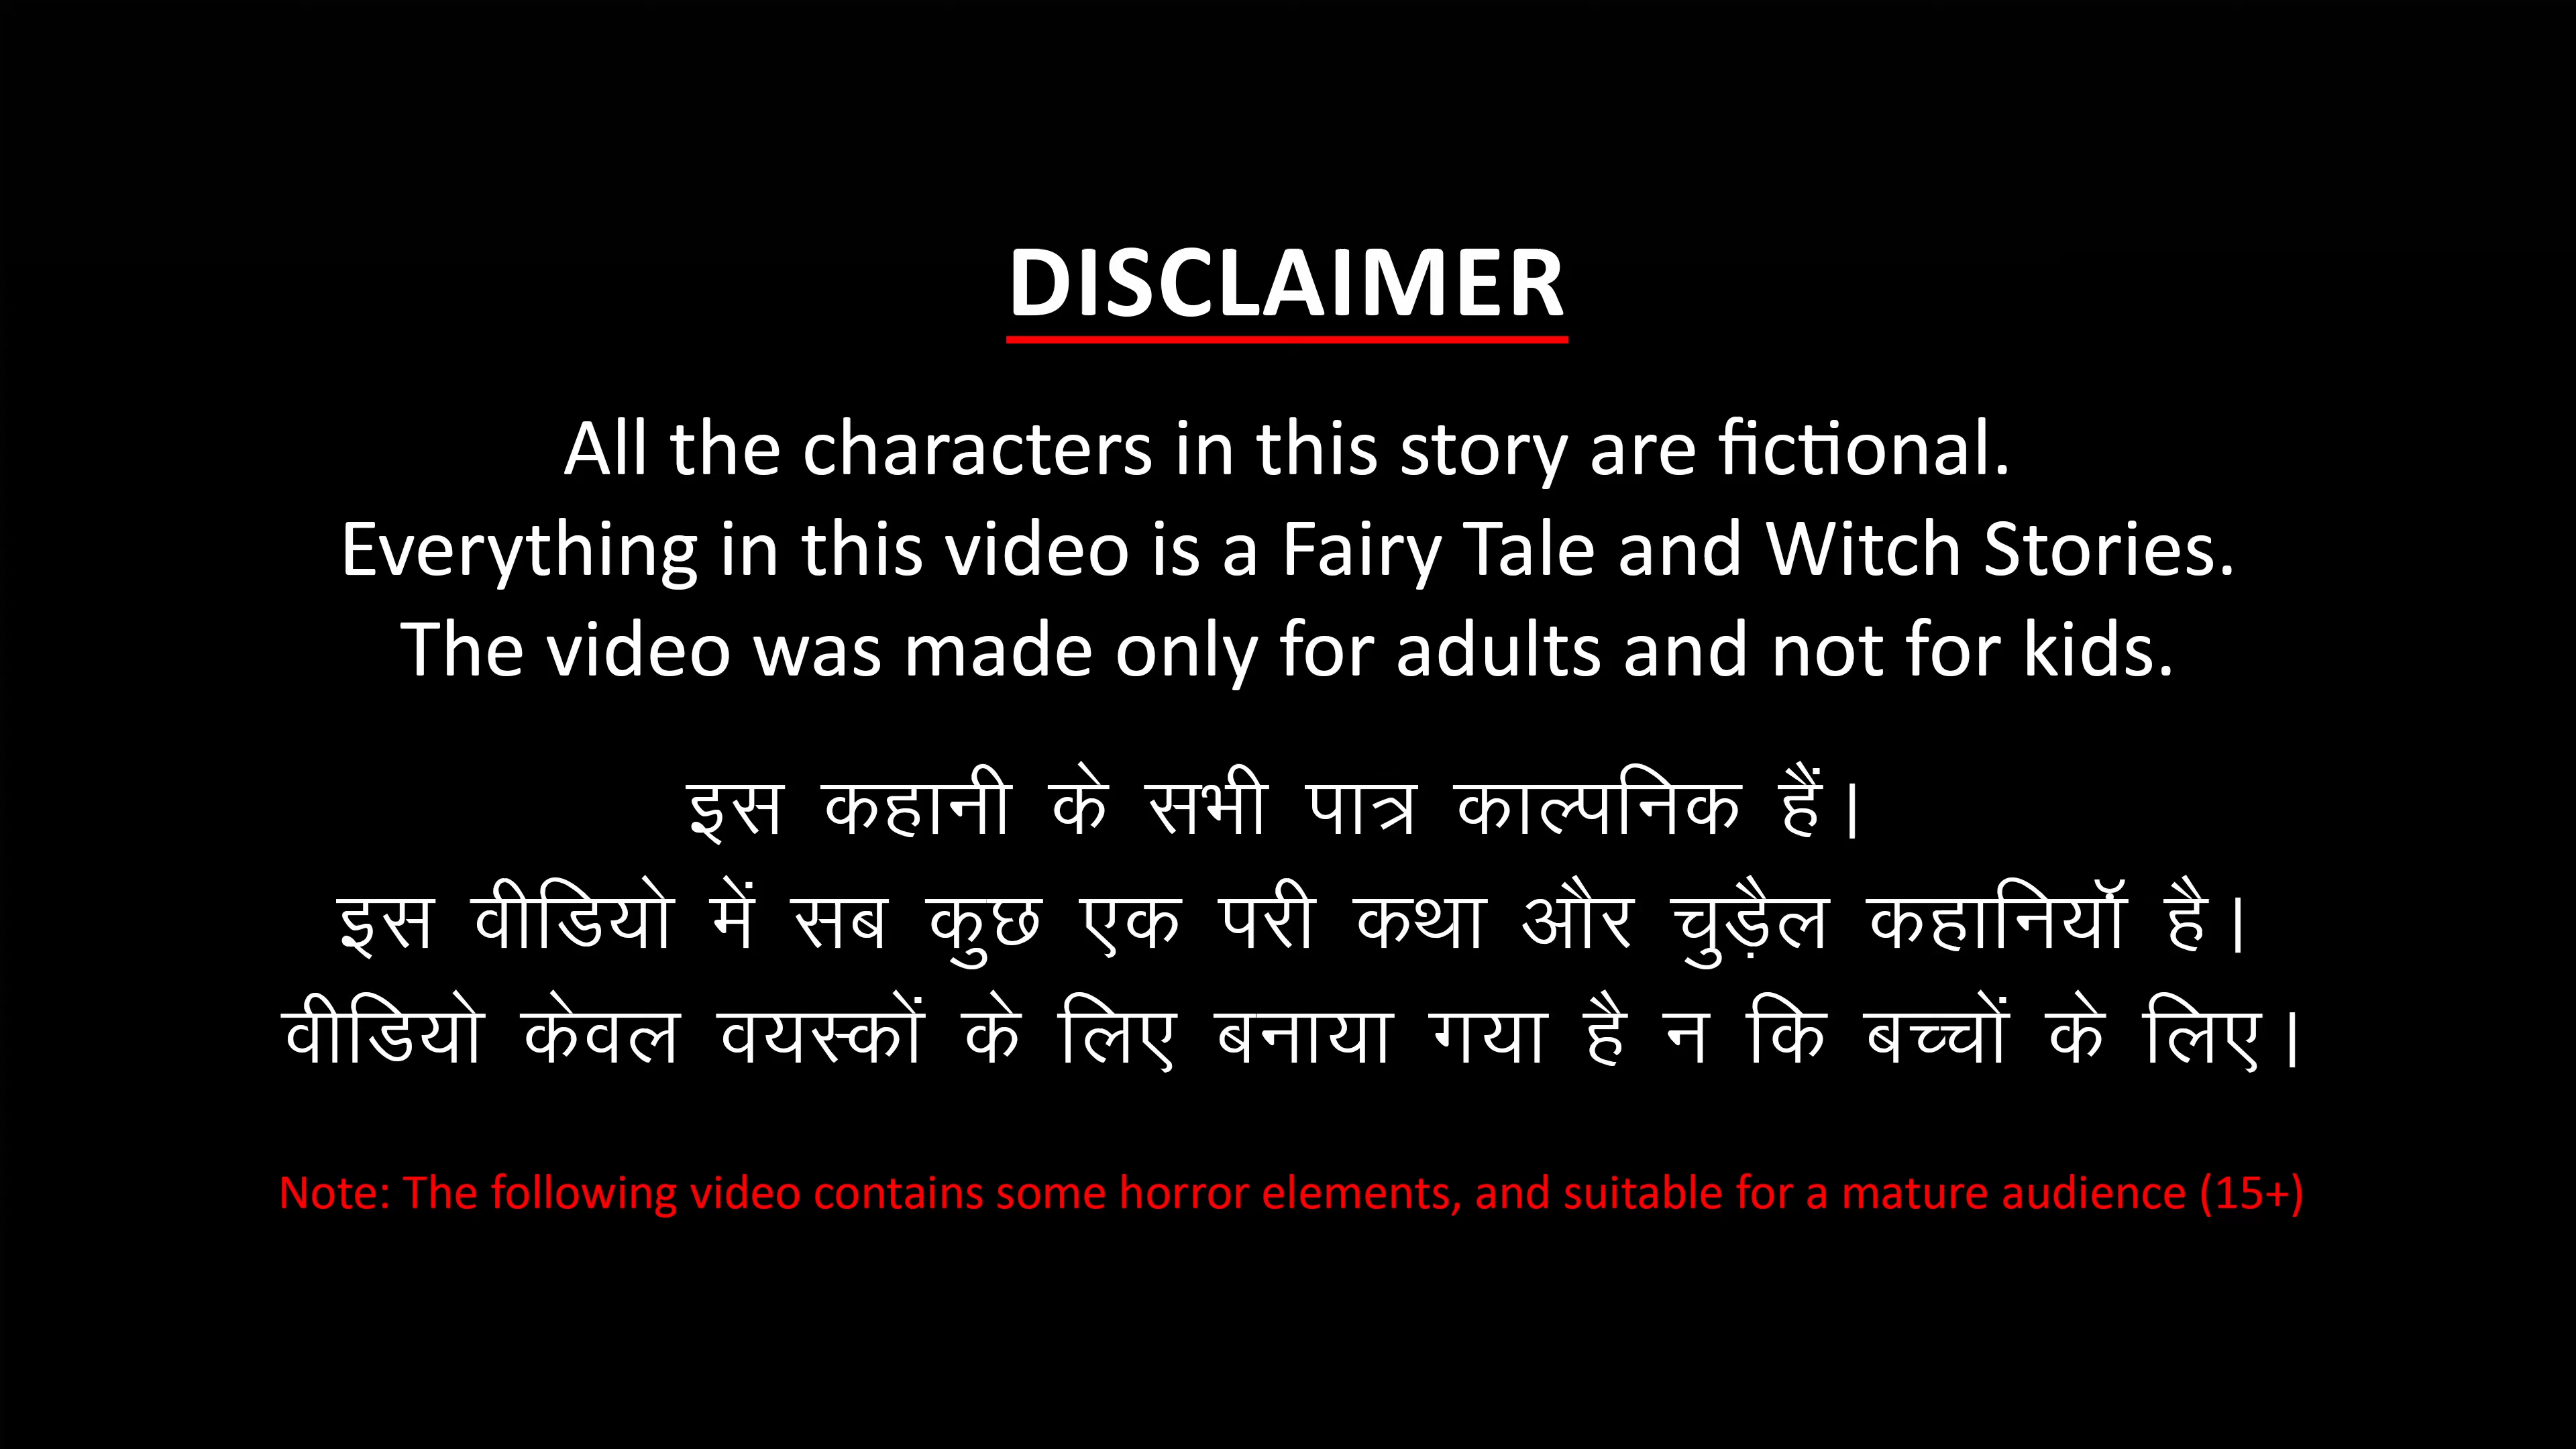 DISCLAIMER
All the characters in this story are fictional.
Everything in this video is a Fairy Tale and Witch Stories.
The video was made only for adults and not for kids.
इस कहानी के सभी पात्र काल्पनिक हैं।
इस वीडियो में सब कुछ एक परी कथा और चुड़ैल कहानियॉ है।
वीडियो केवल वयस्कों के लिए बनाया गया है न कि बच्चों के लिए।
Note: The following video contains some horror elements, and suitable for a mature audience (15+)